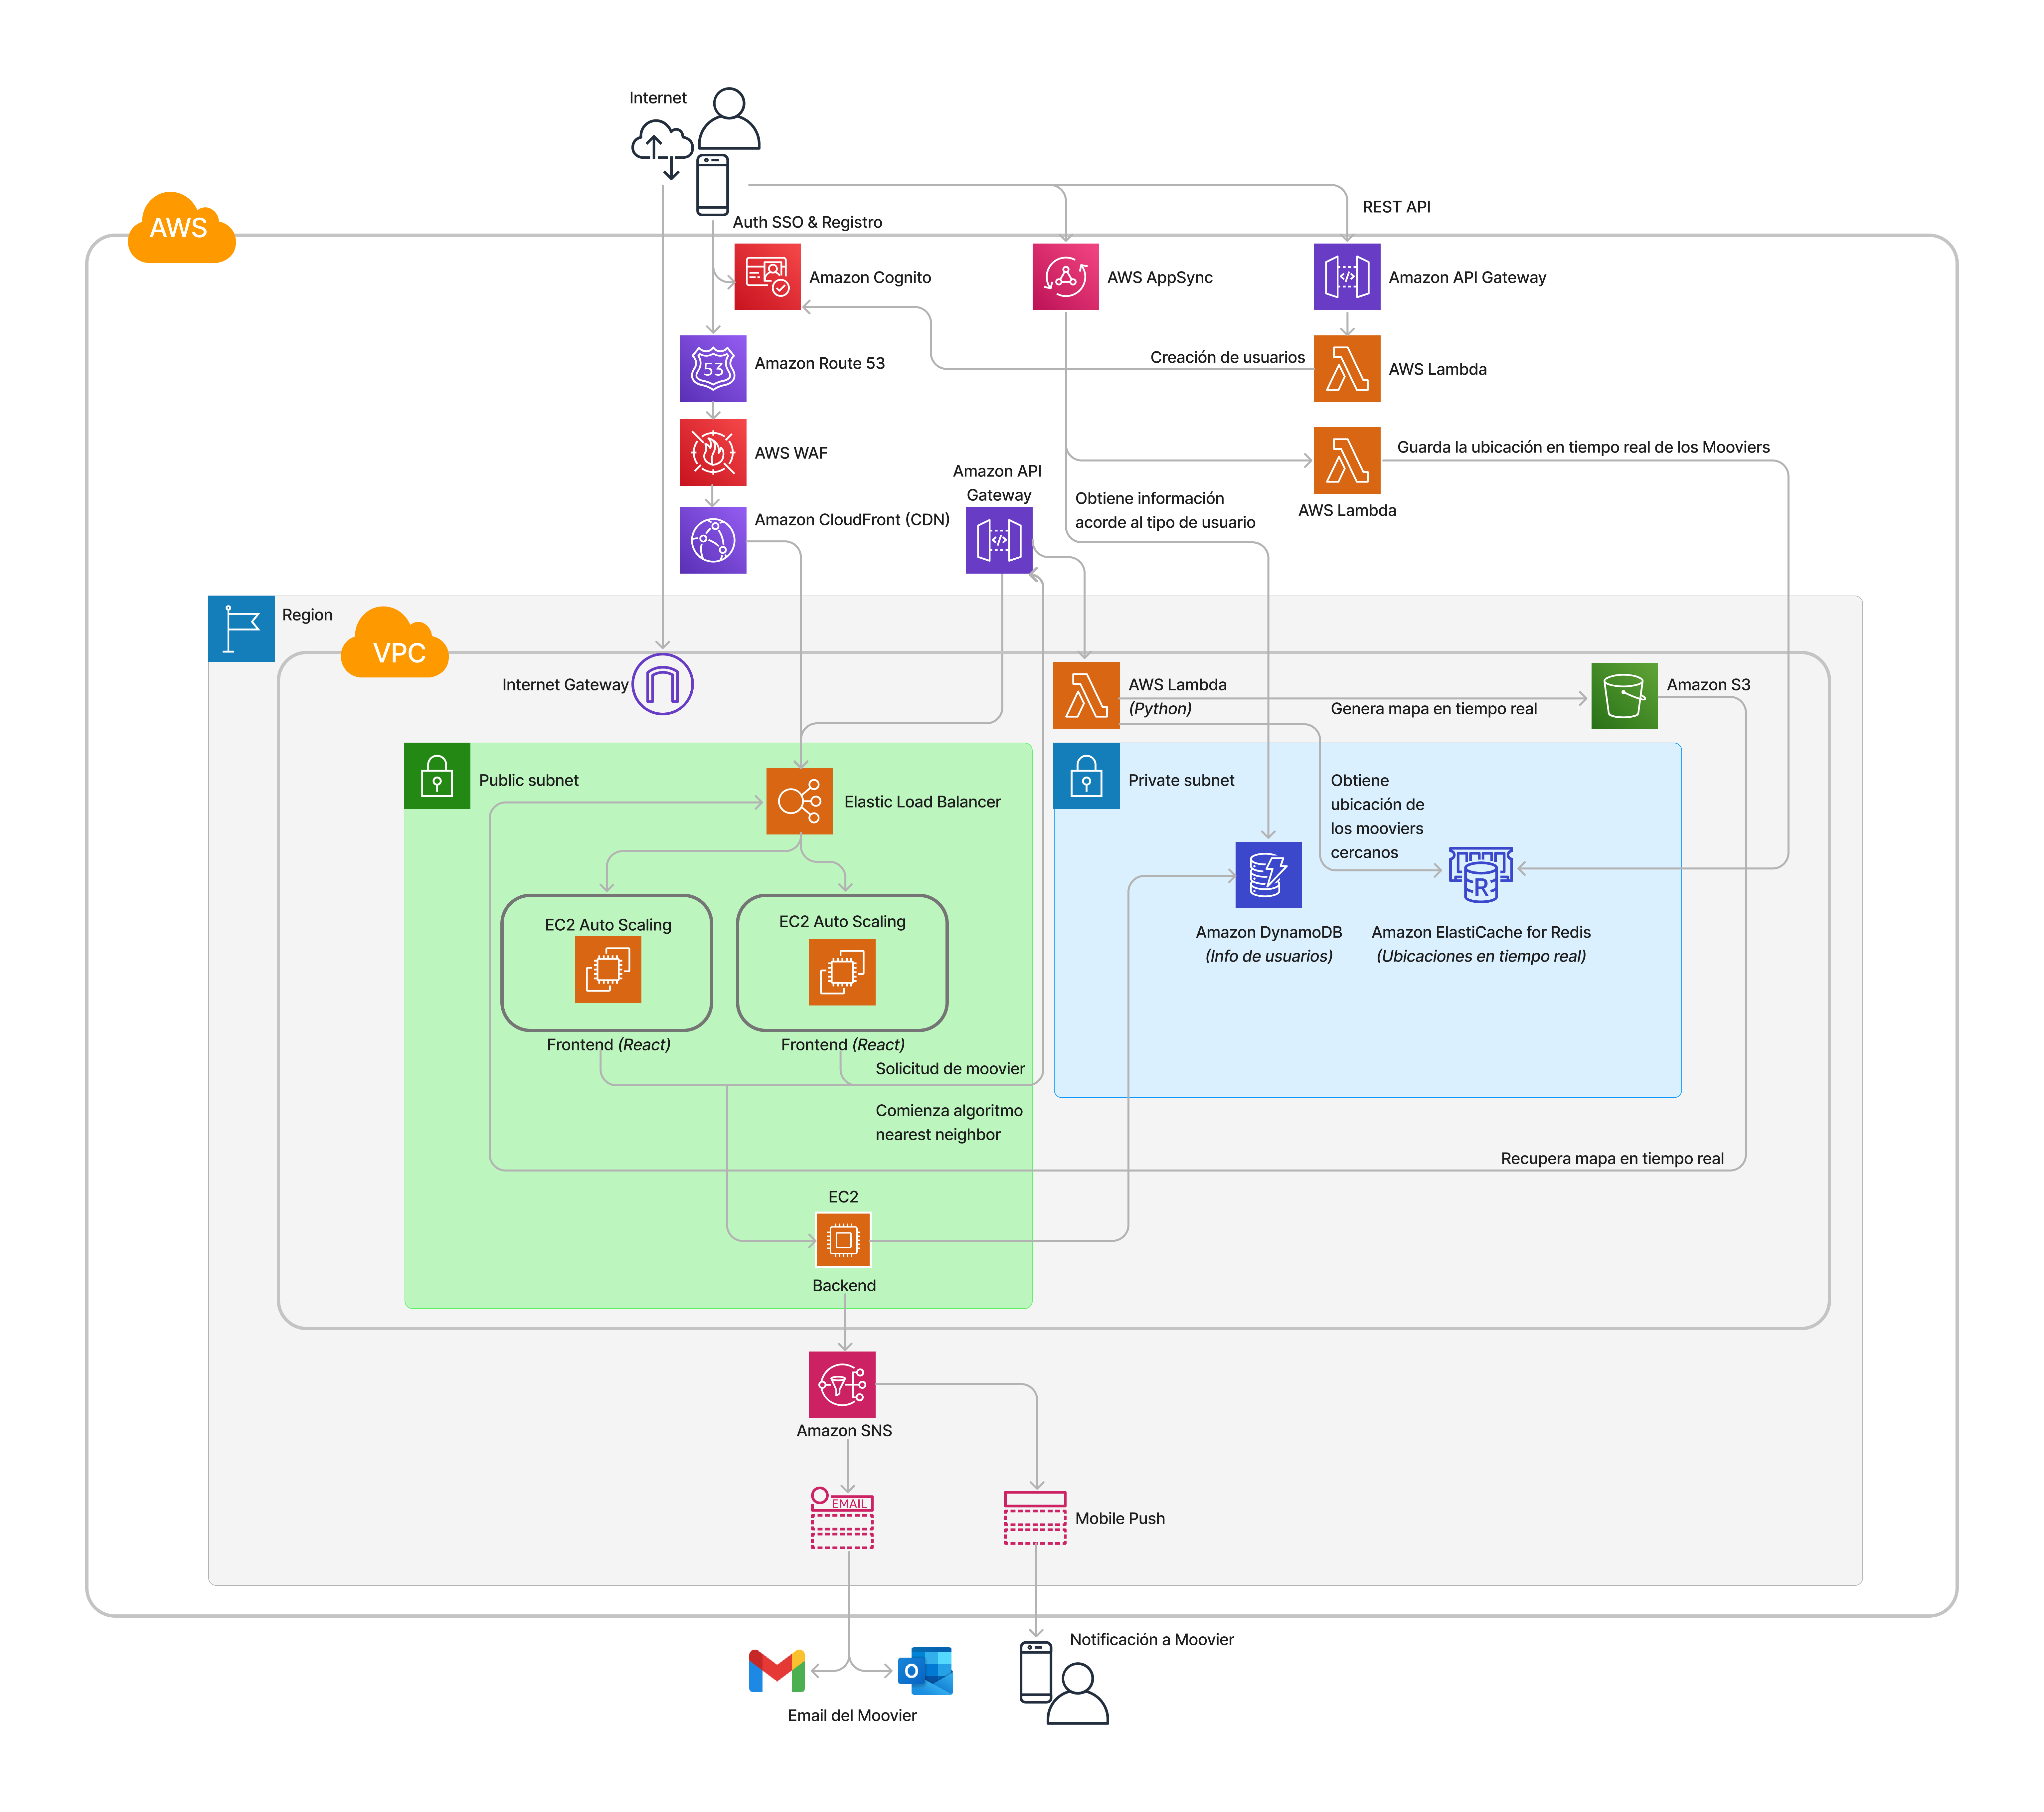 Internet
Auth SSO & Registro
REST API
AWS
Amazon Cognito
AWS AppSync
Amazon API Gateway
Creación de usuarios
Amazon Route 53
53
AWS Lambda
AWS WAF
Guarda la ubicación en tiempo real de los Mooviers
Amazon API
Gateway
Obtiene información
acorde al tipo de usuario
AWS Lambda
Amazon CloudFront (CDN)
Region
VPC
Internet Gateway
AWS Lambda
(Python)
Genera mapa en tiempo real
Amazon S3
Public subnet
Elastic Load Balancer
Private subnet
Obtiene
ubicación de
los mooviers
cercanos
R
EC2 Auto Scaling
EC2 Auto Scaling
Amazon DynamoDB
(Info de usuarios)
Amazon ElastiCache for Redis
(Ubicaciones en tiempo real)
Frontend (React)
Frontend (React)
Solicitud de moovier
Comienza algoritmo
nearest neighbor
Recupera mapa en tiempo real
EC2
Backend
Amazon SNS
EMAIL
Mobile Push
Notificación a Moovier
O
Email del Moovier